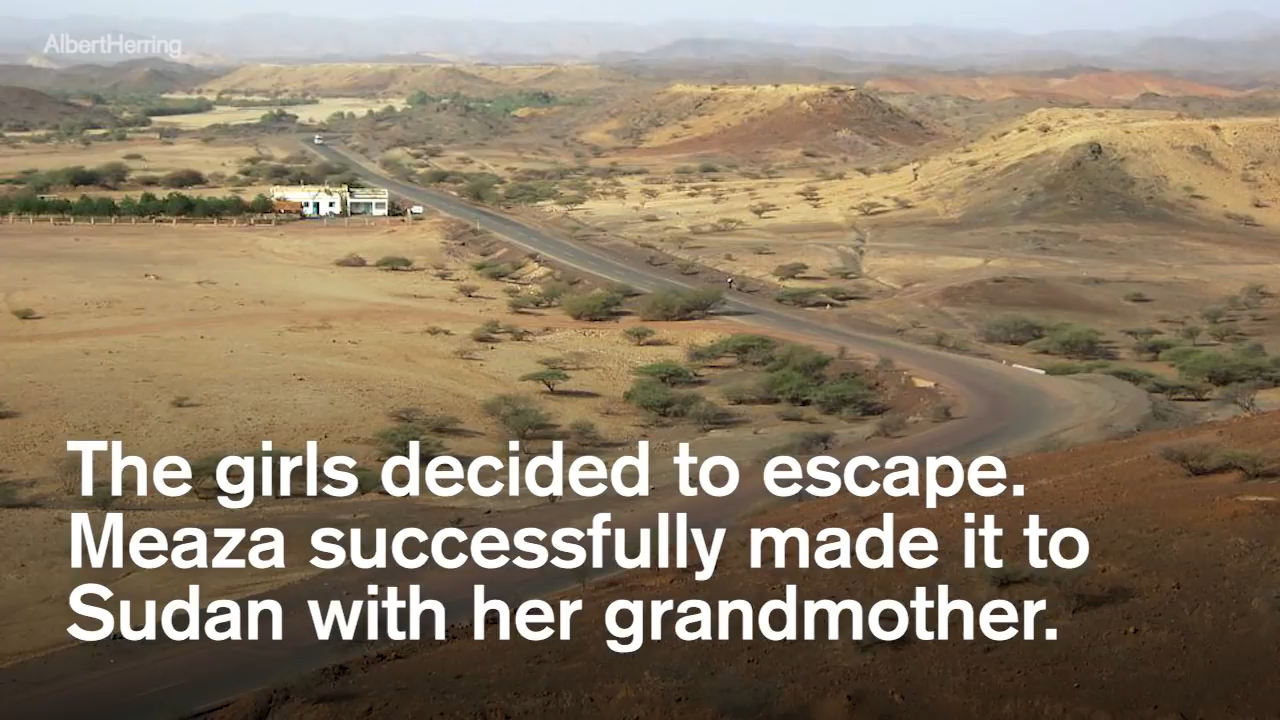 AlbertHerring
The girls decided to escape.
Meaza successfully made it to
Sudan with her grandmother.